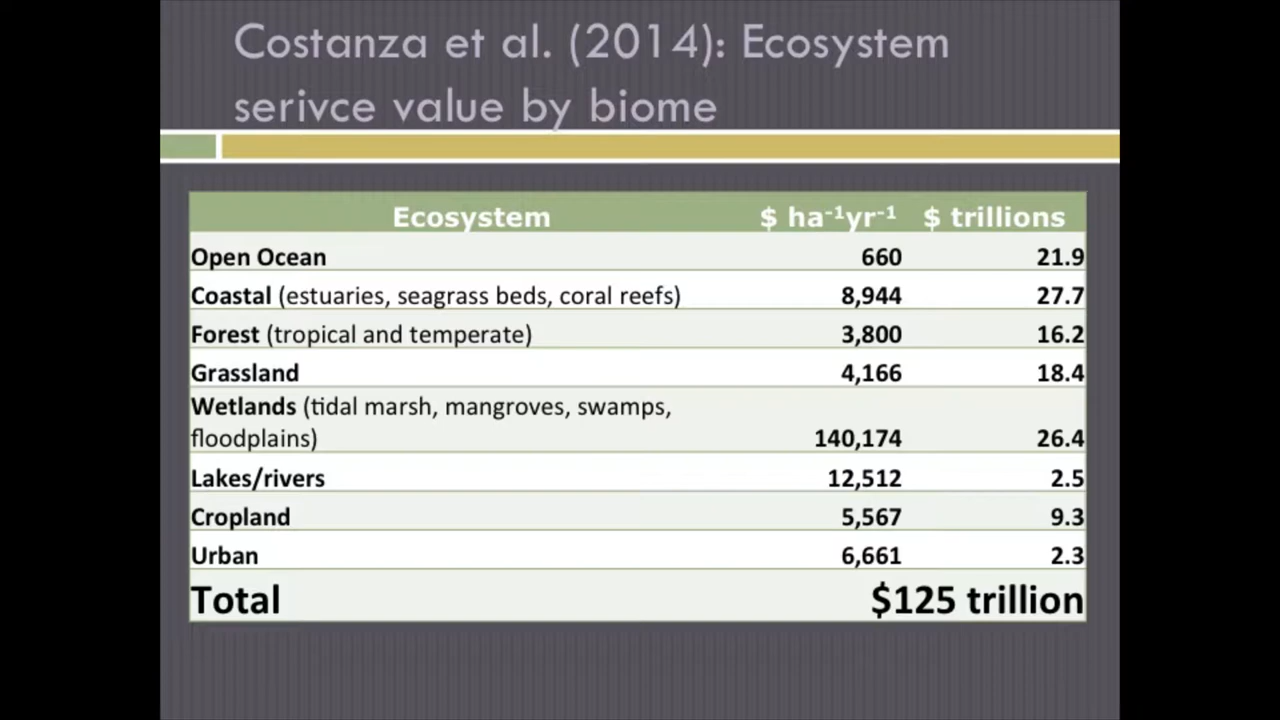 Costanza et al. (2014): Ecosystem
serivce value by biome
Ecosystem $ ha⁻¹yr⁻¹ $ trillions
Open Ocean 660 21.9
Coastal (estuaries, seagrass beds, coral reefs) 8,944 27.7
Forest (tropical and temperate) 3,800 16.2
Grassland 4,166 18.4
Wetlands (tidal marsh, mangroves, swamps,
floodplains) 140,174 26.4
Lakes/rivers 12,512 2.5
Cropland 5,567 9.3
Urban 6,661 2.3
Total $125 trillion